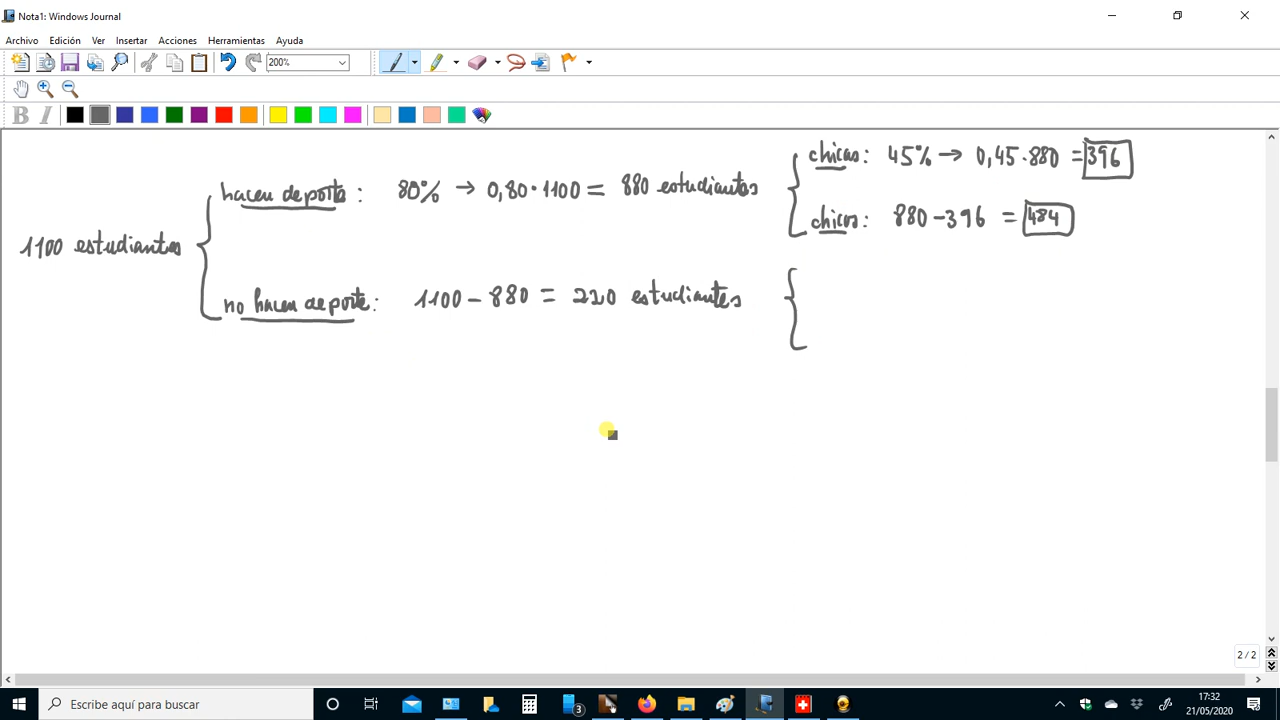 Nota1: Windows Journal
Archivo Edición Ver Insertar Acciones Herramientas Ayuda
200%
B I
chicas: 45% → 0,45·880 = 396
hacen deporte: 80% → 0,80·1100 = 880 estudiantes
chicos: 880 - 396 = 484
1100 estudiantes
no hacen deporte: 1100 - 880 = 220 estudiantes
2 / 2
Escribe aquí para buscar
3
17:32
21/05/2020